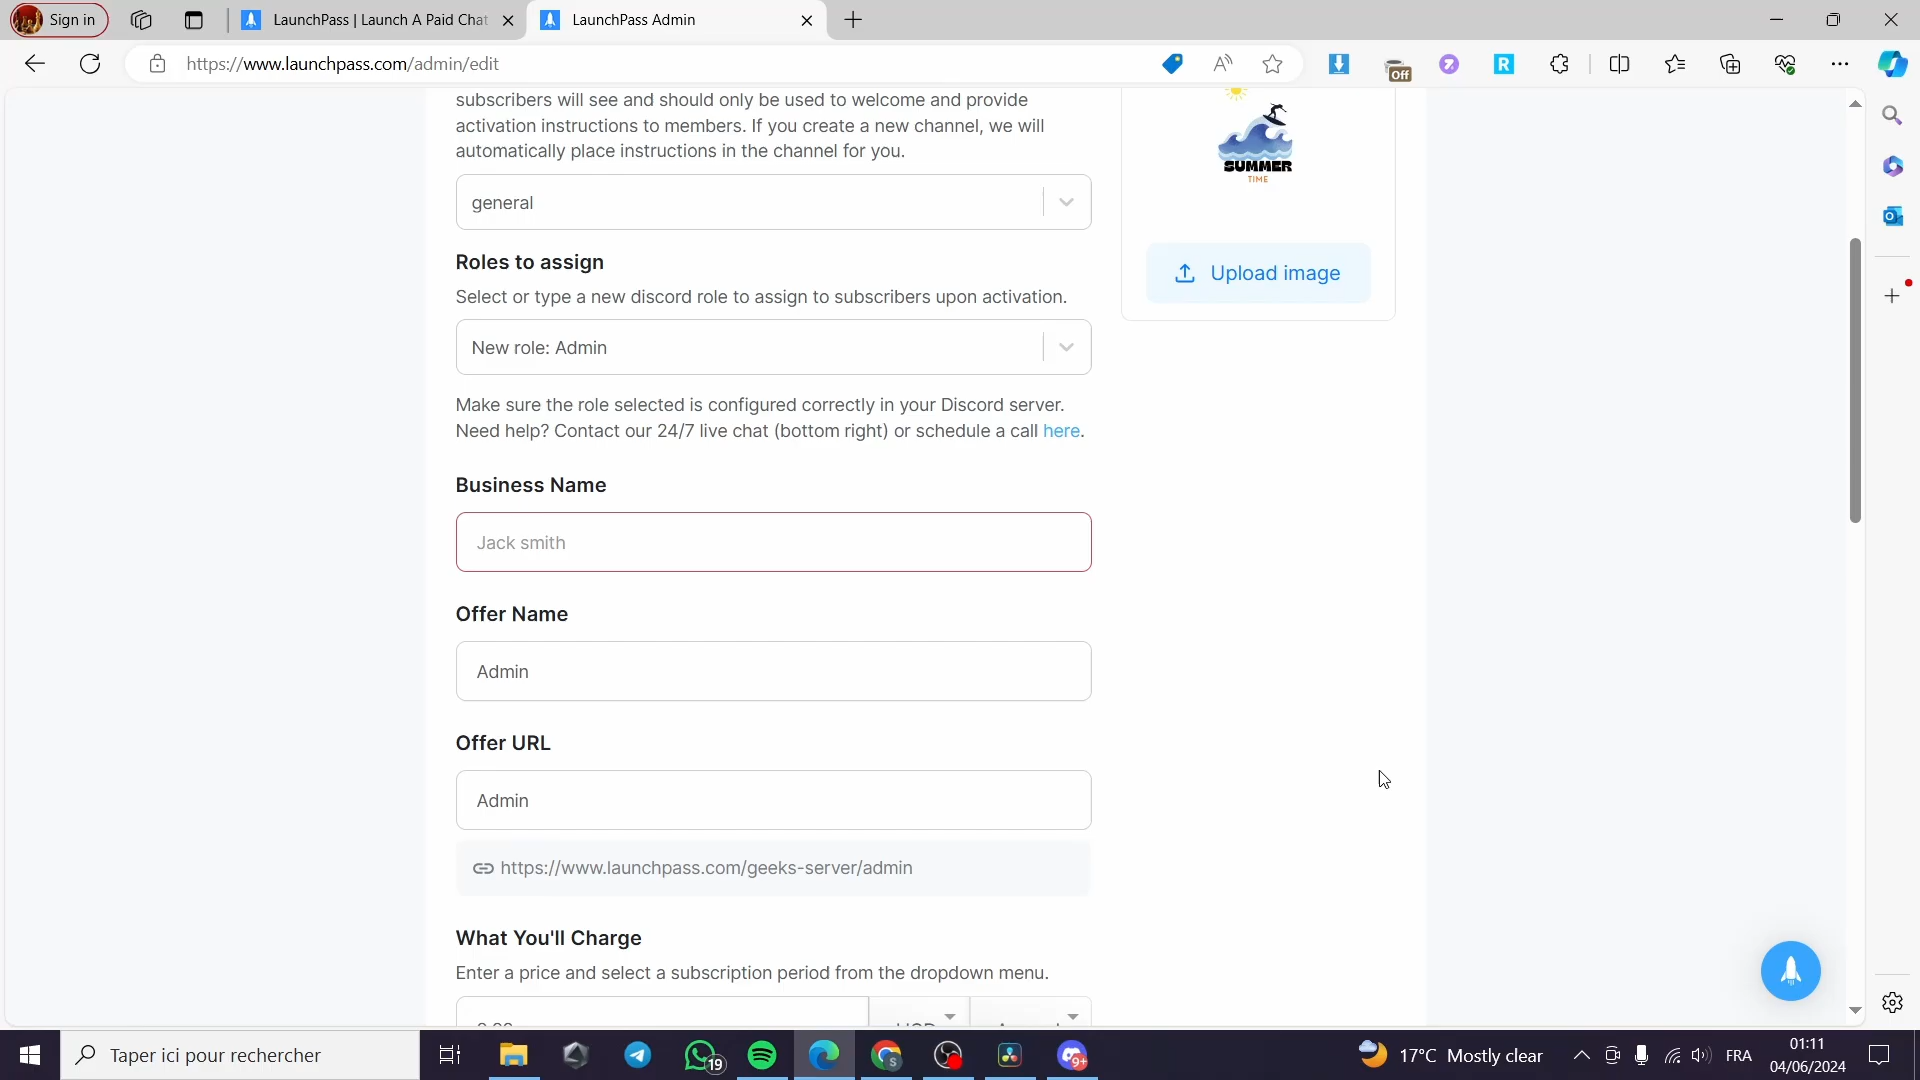 Sign in
LaunchPass | Launch A Paid Chat
LaunchPass Admin
https://www.launchpass.com/admin/edit
Off
subscribers will see and should only be used to welcome and provide
activation instructions to members. If you create a new channel, we will
automatically place instructions in the channel for you.
general
SUMMER
TIME
Upload image
Roles to assign
Select or type a new discord role to assign to subscribers upon activation.
New role: Admin
Make sure the role selected is configured correctly in your Discord server.
Need help? Contact our 24/7 live chat (bottom right) or schedule a call here.
Business Name
Jack smith
Offer Name
Admin
Offer URL
Admin
https://www.launchpass.com/geeks-server/admin
What You'll Charge
Enter a price and select a subscription period from the dropdown menu.
Taper ici pour rechercher
19
S
9+
17°C Mostly clear
FRA
01:11
04/06/2024